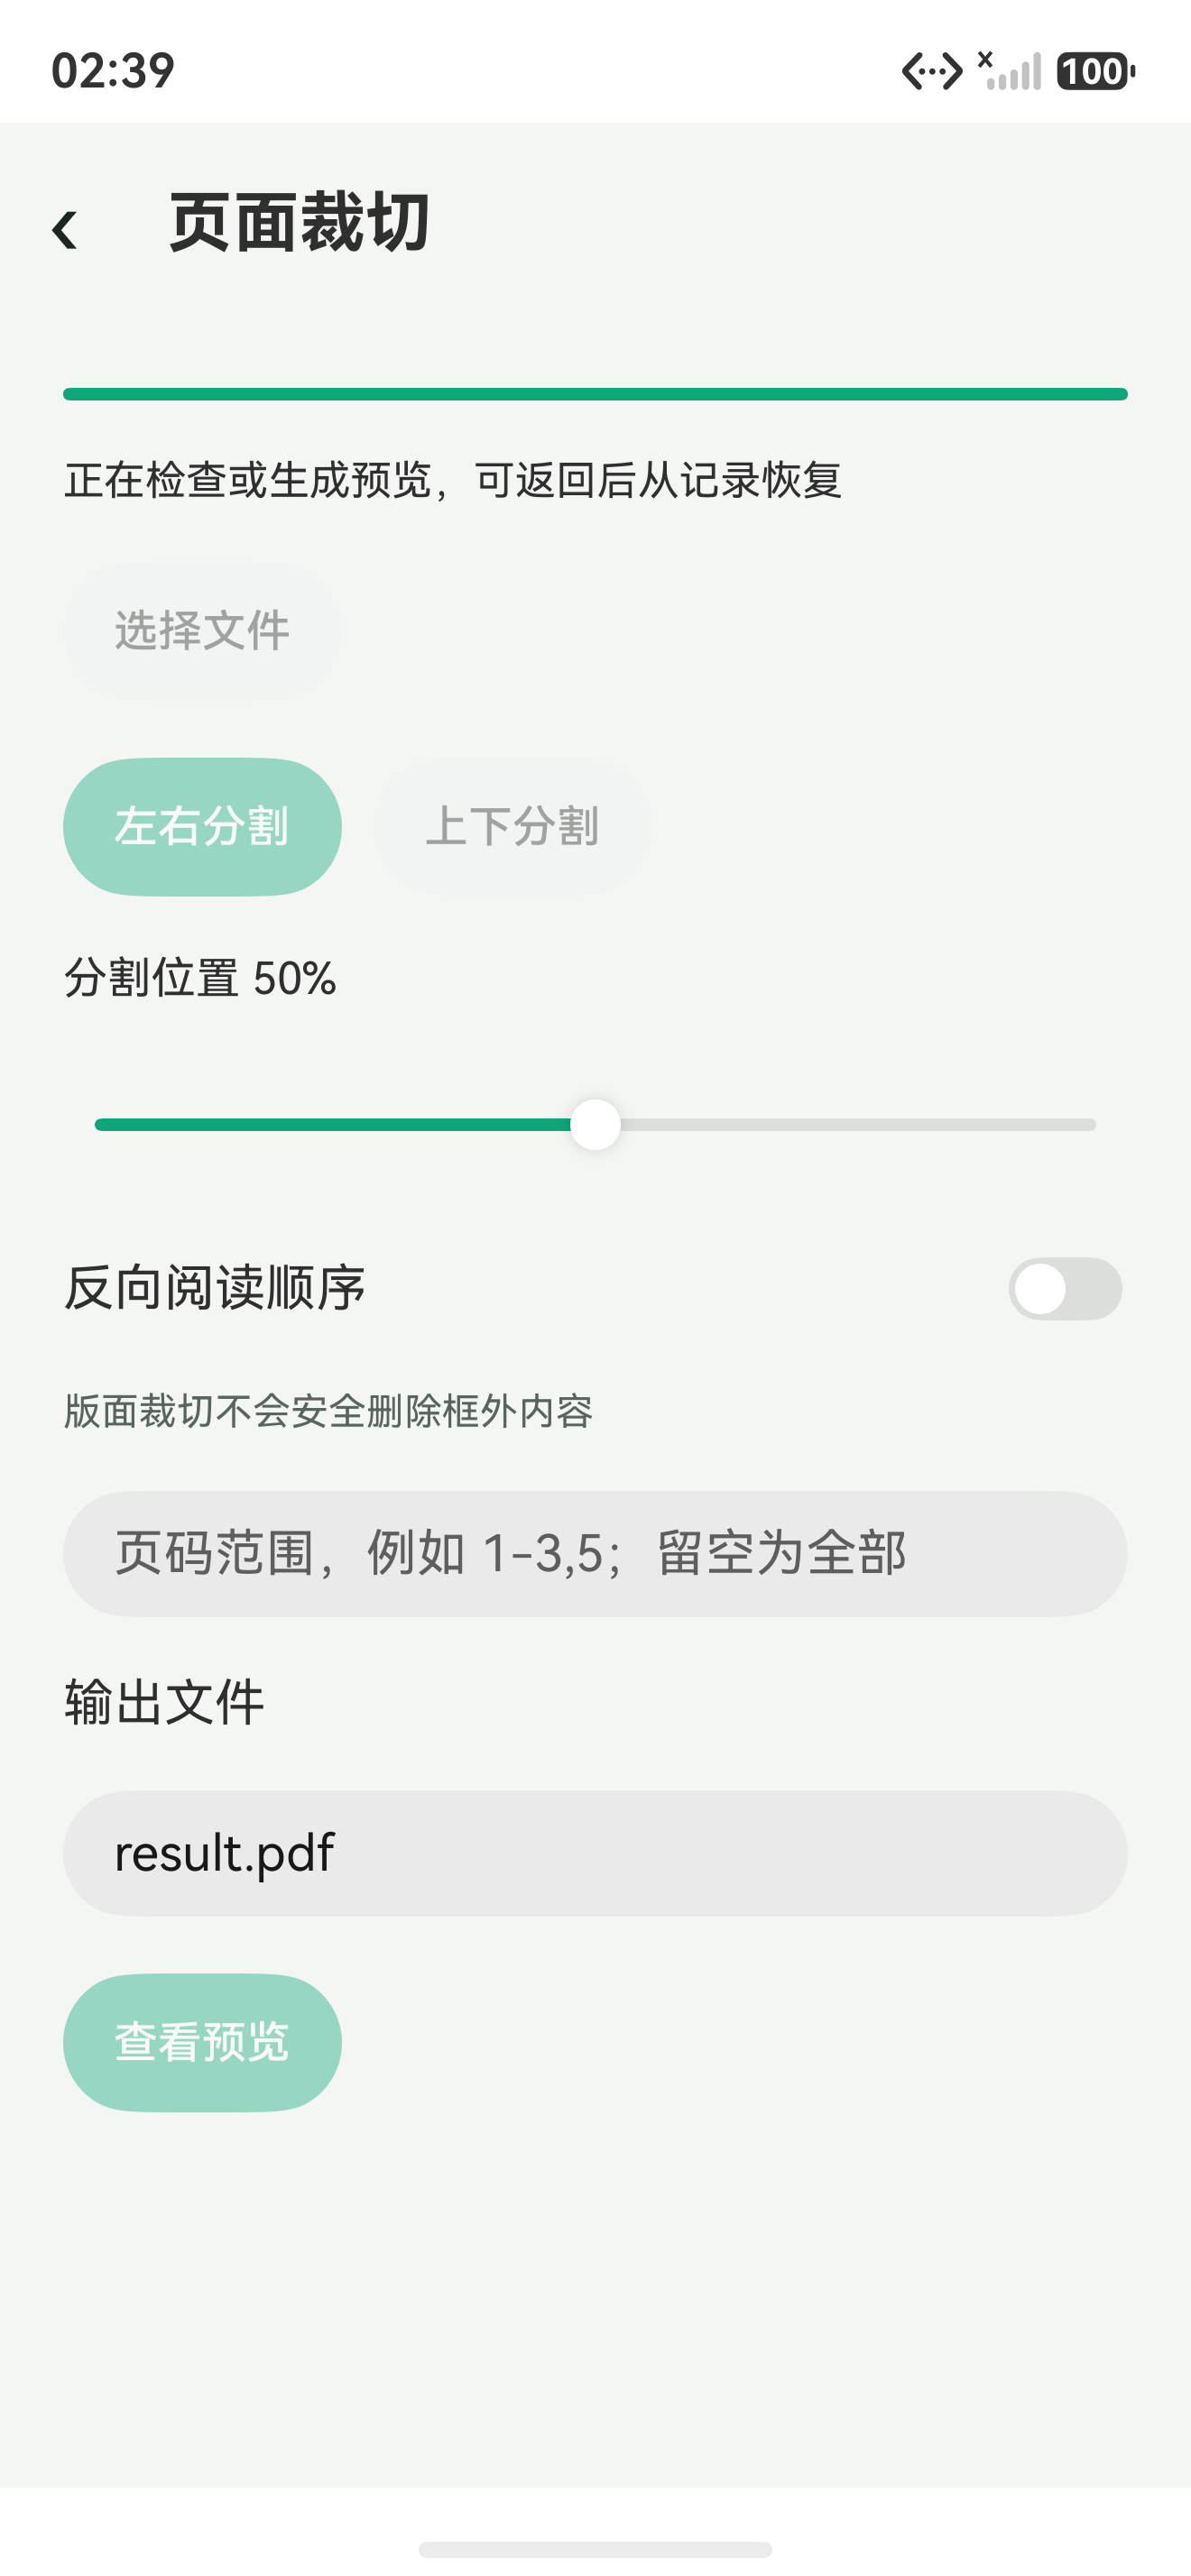 02:39
100
页面裁切
正在检查或生成预览，可返回后从记录恢复
选择文件
左右分割
上下分割
分割位置 50%
反向阅读顺序
版面裁切不会安全删除框外内容
页码范围，例如 1-3,5；留空为全部
输出文件
result.pdf
查看预览